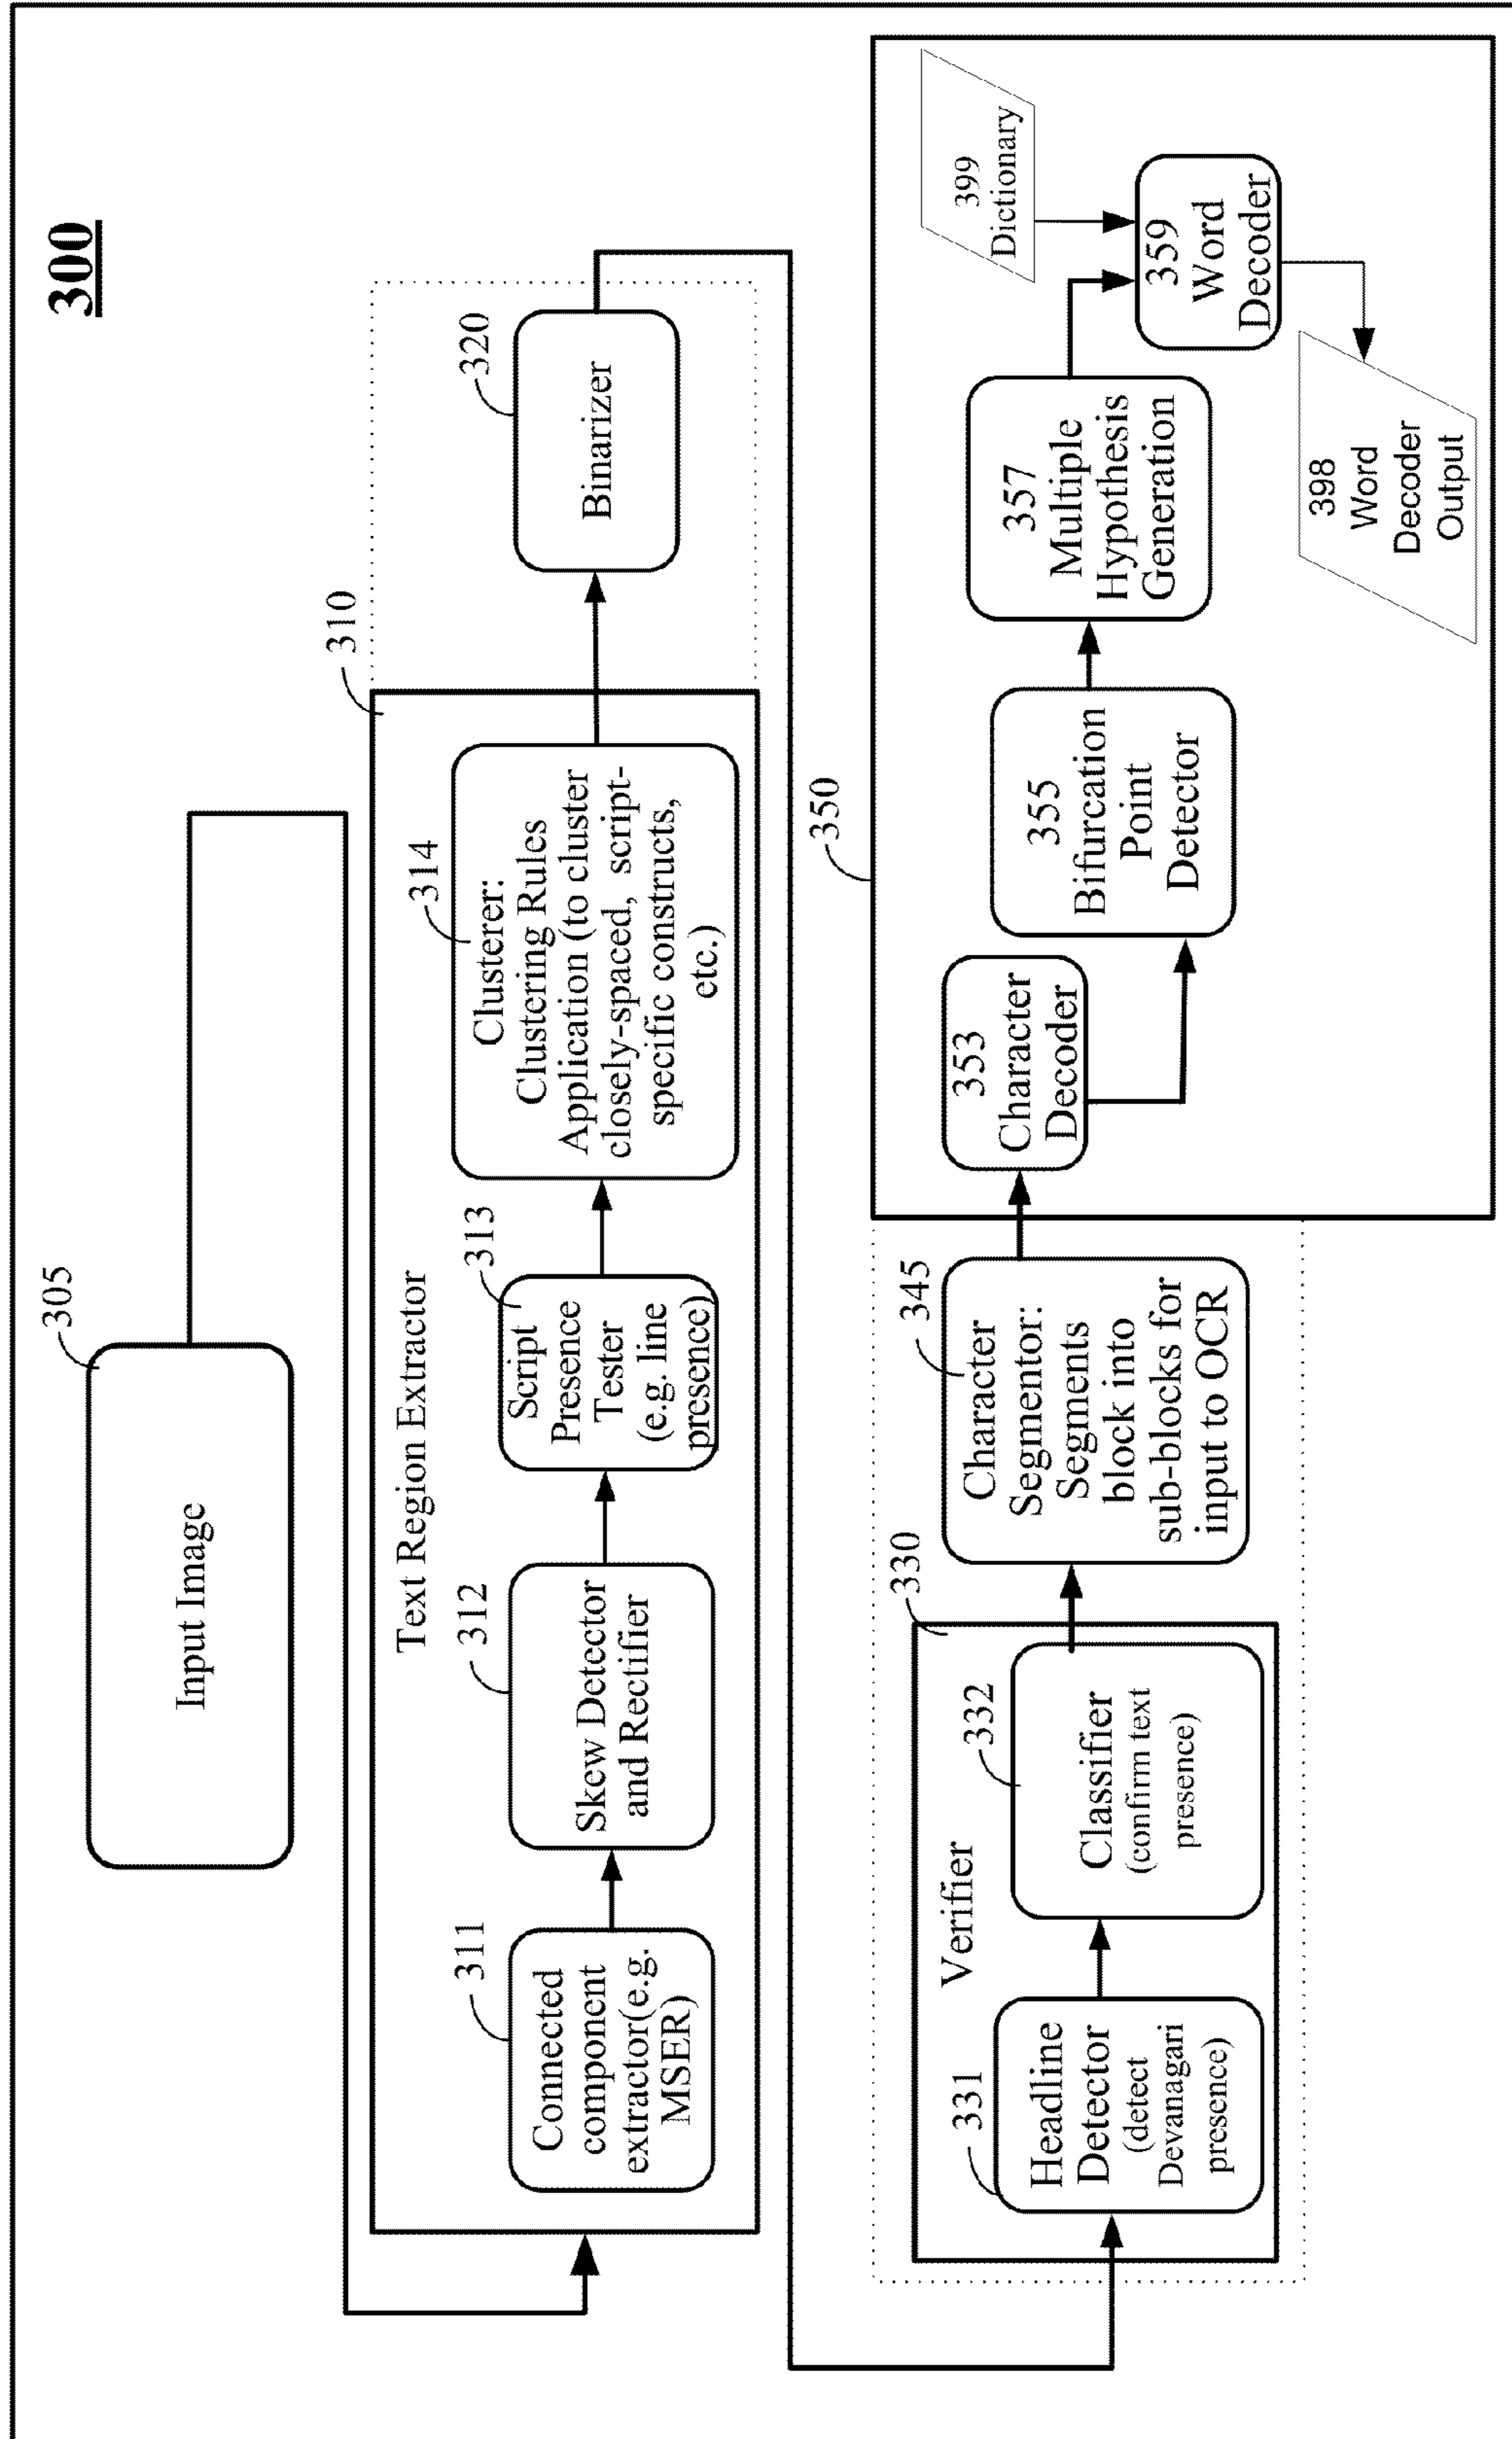 300
305
Input Image
310
Text Region Extractor
311
Connected
component
extractor(e.g.
MSER)
312
Skew Detector
and Rectifier
313
Script
Presence
Tester
(e.g. line
presence)
314
Clusterer:
Clustering Rules
Application (to cluster
closely-spaced, script-
specific constructs,
etc.)
320
Binarizer
330
Verifier
331
Headline
Detector
(detect
Devanagari
presence)
332
Classifier
(confirm text
presence)
345
Character
Segmentor:
Segments
block into
sub-blocks for
input to OCR
350
353
Character
Decoder
355
Bifurcation
Point
Detector
357
Multiple
Hypothesis
Generation
399
Dictionary
359
Word
Decoder
398
Word
Decoder
Output